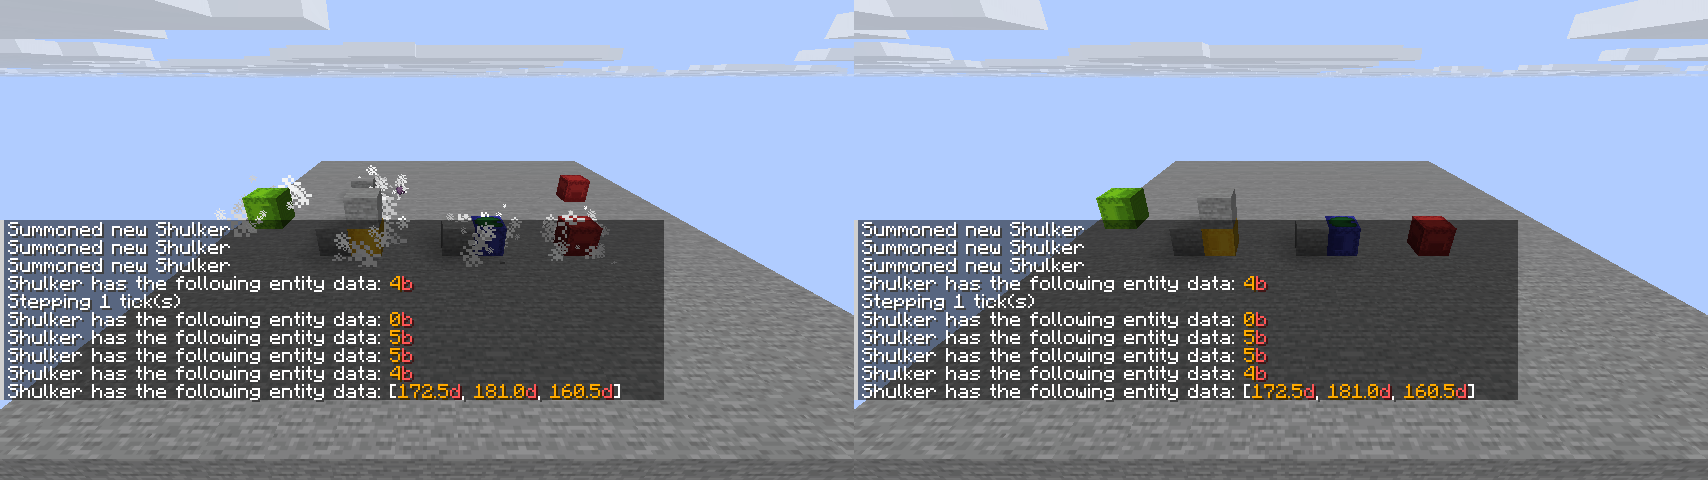 Summoned new Shulker
Summoned new Shulker
Summoned new Shulker
Shulker has the following entity data: 4b
Stepping 1 tick(s)
Shulker has the following entity data: 0b
Shulker has the following entity data: 5b
Shulker has the following entity data: 5b
Shulker has the following entity data: 4b
Shulker has the following entity data: [172.5d, 181.0d, 160.5d]
Summoned new Shulker
Summoned new Shulker
Summoned new Shulker
Shulker has the following entity data: 4b
Stepping 1 tick(s)
Shulker has the following entity data: 0b
Shulker has the following entity data: 5b
Shulker has the following entity data: 5b
Shulker has the following entity data: 4b
Shulker has the following entity data: [172.5d, 181.0d, 160.5d]